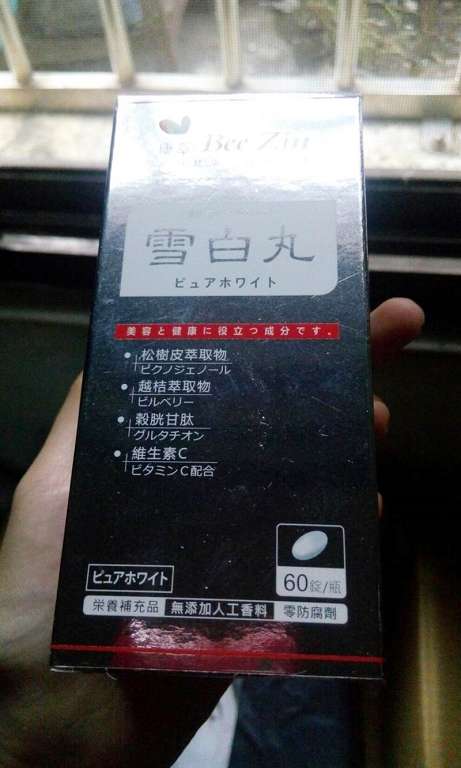 康萃 Bee Zin
雪白丸
ピュアホワイト
美容と健康に役立つ成分です。
松樹皮萃取物
ピクノジェノール
越桔萃取物
ビルベリー
穀胱甘肽
グルタチオン
維生素C
ビタミンC配合
60錠/瓶
ピュアホワイト
栄養補充品 無添加人工香料 零防腐劑